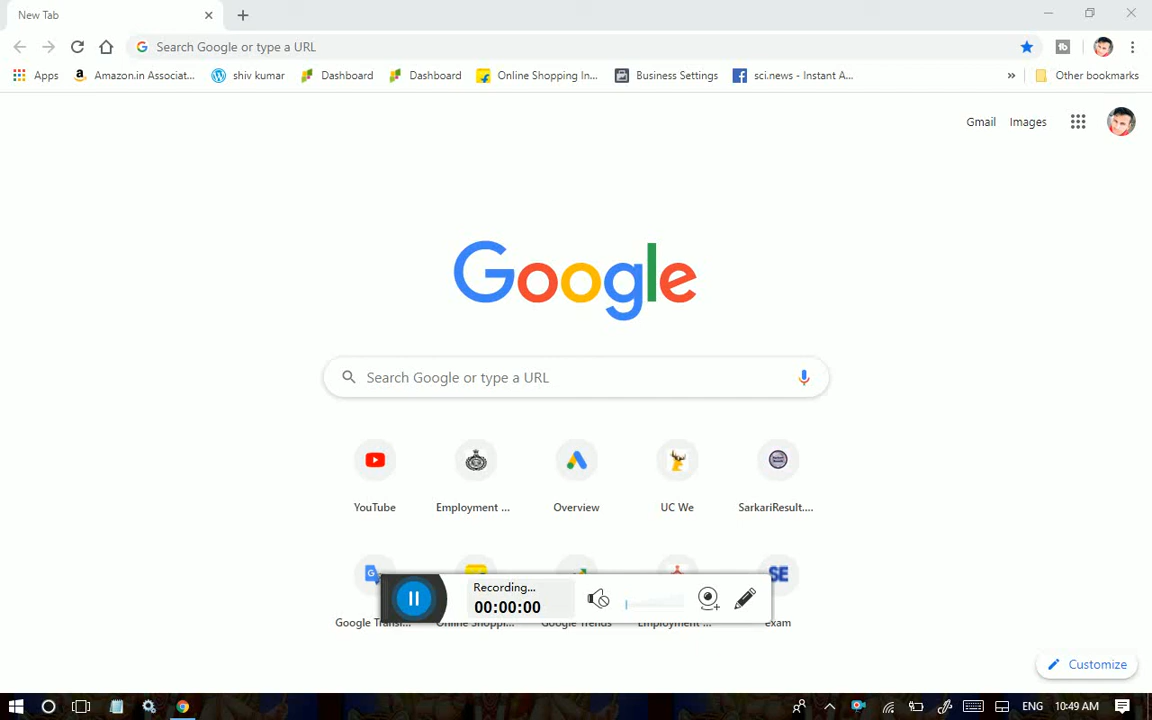 New Tab
Search Google or type a URL
Apps Amazon.in Associat... shiv kumar Dashboard Dashboard Online Shopping In... Business Settings sci.news - Instant A... » Other bookmarks
Gmail Images
Google
Search Google or type a URL
YouTube Employment ... Overview UC We SarkariResult....
SE
Recording...
00:00:00
Google Trends exam
Customize
ENG 10:49 AM